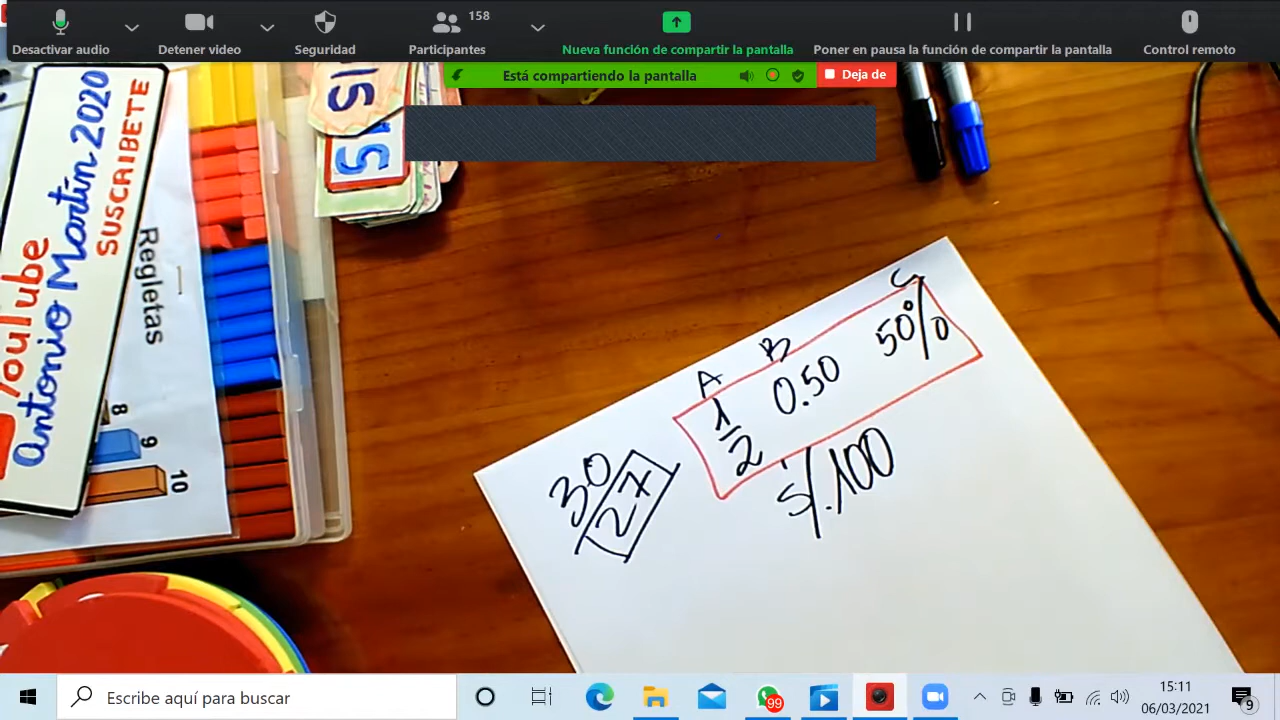 158
Desactivar audio
Detener video
Seguridad
Participantes
Nueva función de compartir la pantalla
Poner en pausa la función de compartir la pantalla
Control remoto
Está compartiendo la pantalla
Deja de
YouTube
Antonio Martín 2020
SUSCRIBETE
Regletas
8
9
10
15
15
A B C
1/2 0.50 50%
S/.100
30
27
Escribe aquí para buscar
99
15:11
06/03/2021
9